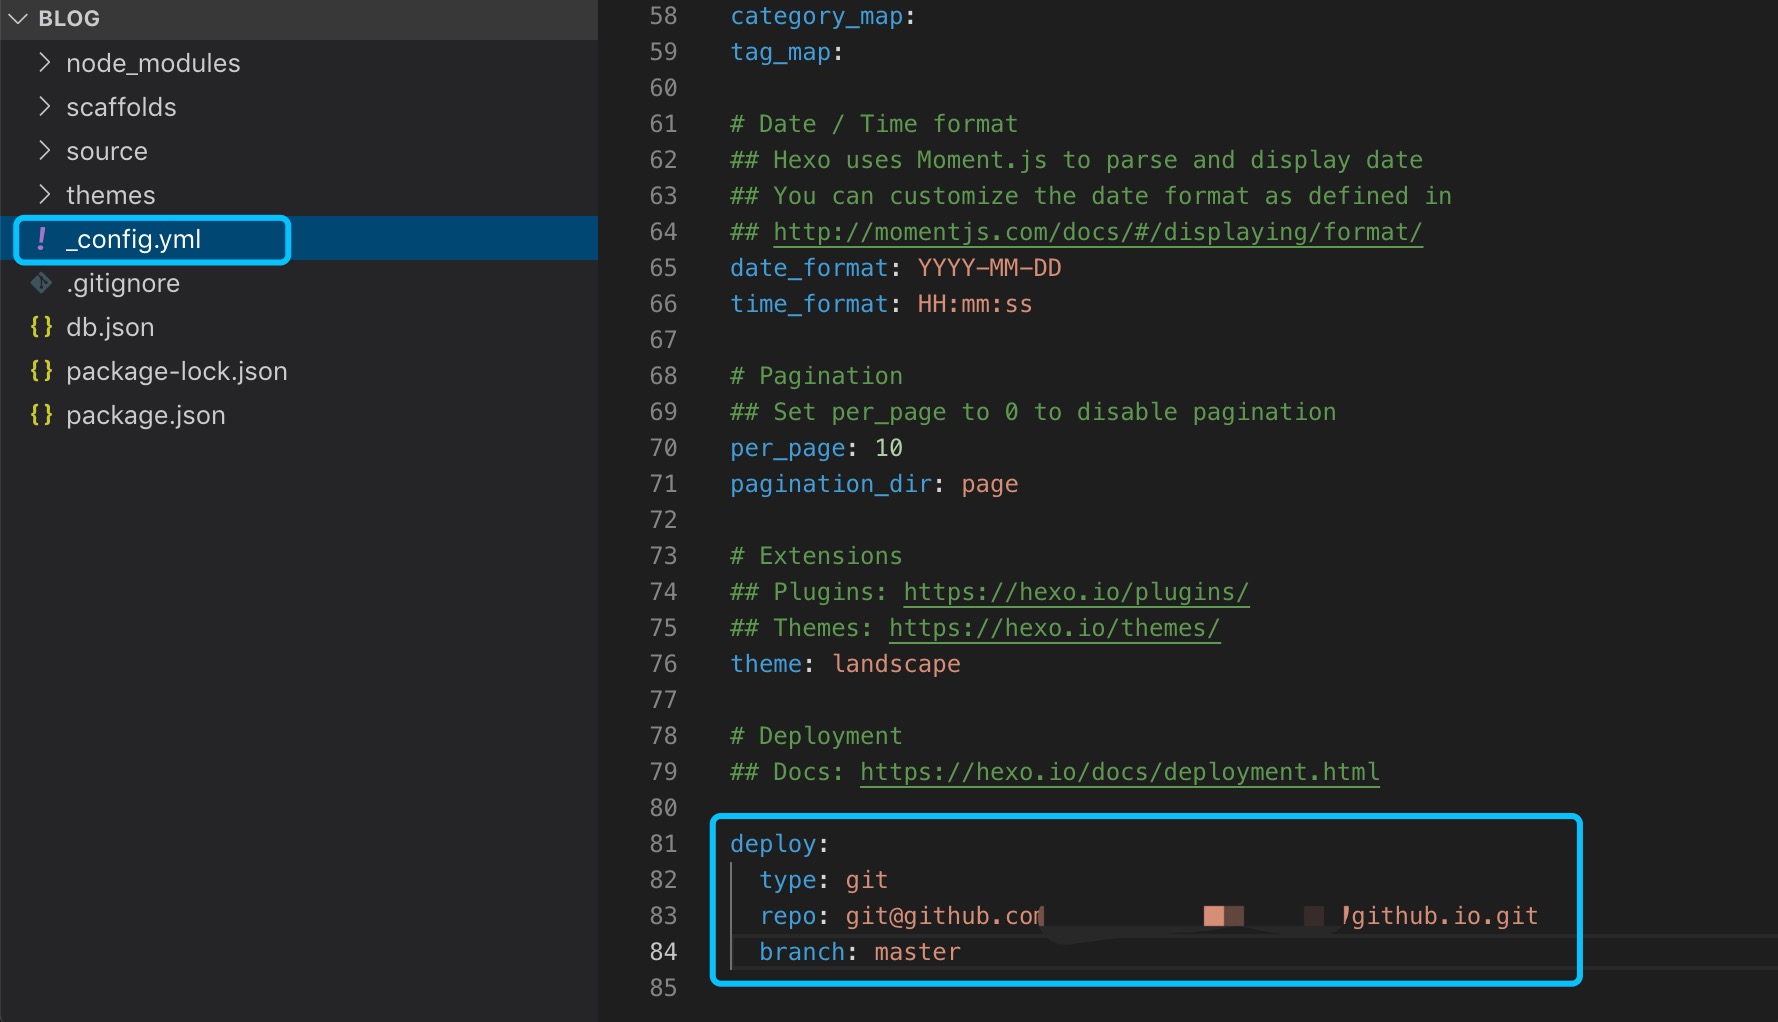 BLOG
node_modules
scaffolds
source
themes
! _config.yml
.gitignore
{} db.json
{} package-lock.json
{} package.json
58 category_map:
59 tag_map:
60
61 # Date / Time format
62 ## Hexo uses Moment.js to parse and display date
63 ## You can customize the date format as defined in
64 ## http://momentjs.com/docs/#/displaying/format/
65 date_format: YYYY-MM-DD
66 time_format: HH:mm:ss
67
68 # Pagination
69 ## Set per_page to 0 to disable pagination
70 per_page: 10
71 pagination_dir: page
72
73 # Extensions
74 ## Plugins: https://hexo.io/plugins/
75 ## Themes: https://hexo.io/themes/
76 theme: landscape
77
78 # Deployment
79 ## Docs: https://hexo.io/docs/deployment.html
80
81 deploy:
82 type: git
83 repo: git@github.com github.io.git
84 branch: master
85